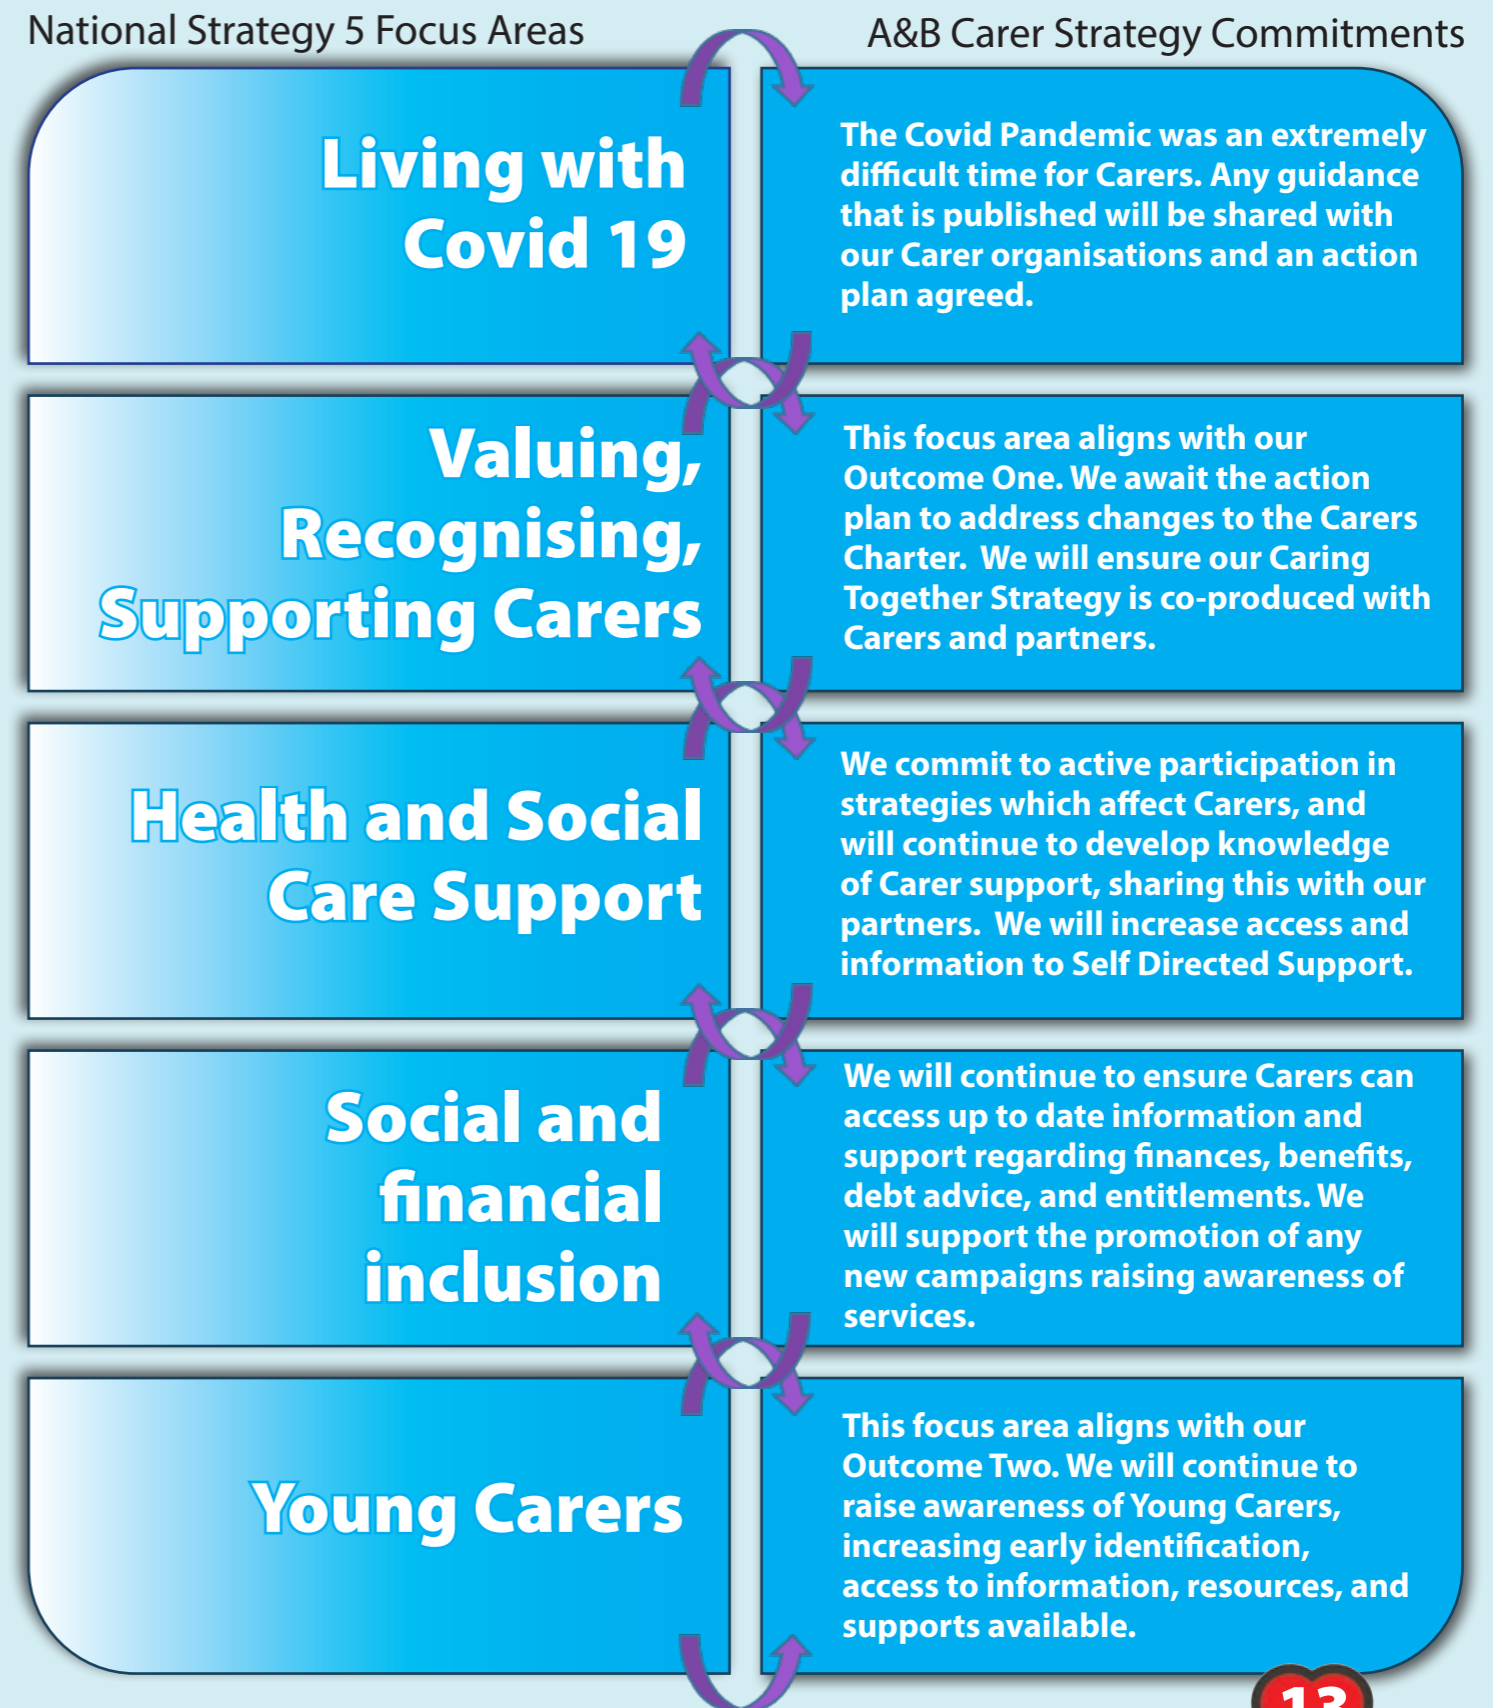 National Strategy 5 Focus Areas
A&B Carer Strategy Commitments
Living with
Covid 19
The Covid Pandemic was an extremely
difficult time for Carers. Any guidance
that is published will be shared with
our Carer organisations and an action
plan agreed.
Valuing,
Recognising,
Supporting Carers
This focus area aligns with our
Outcome One. We await the action
plan to address changes to the Carers
Charter.  We will ensure our Caring
Together Strategy is co-produced with
Carers and partners.
Health and Social
Care Support
We commit to active participation in
strategies which affect Carers, and
will continue to develop knowledge
of Carer support, sharing this with our
partners.  We will increase access and
information to Self Directed Support.
Social and
financial
inclusion
We will continue to ensure Carers can
access up to date information and
support regarding finances, benefits,
debt advice, and entitlements. We
will support the promotion of any
new campaigns raising awareness of
services.
Young Carers
This focus area aligns with our
Outcome Two. We will continue to
raise awareness of Young Carers,
increasing early identification,
access to information, resources, and
supports available.
13